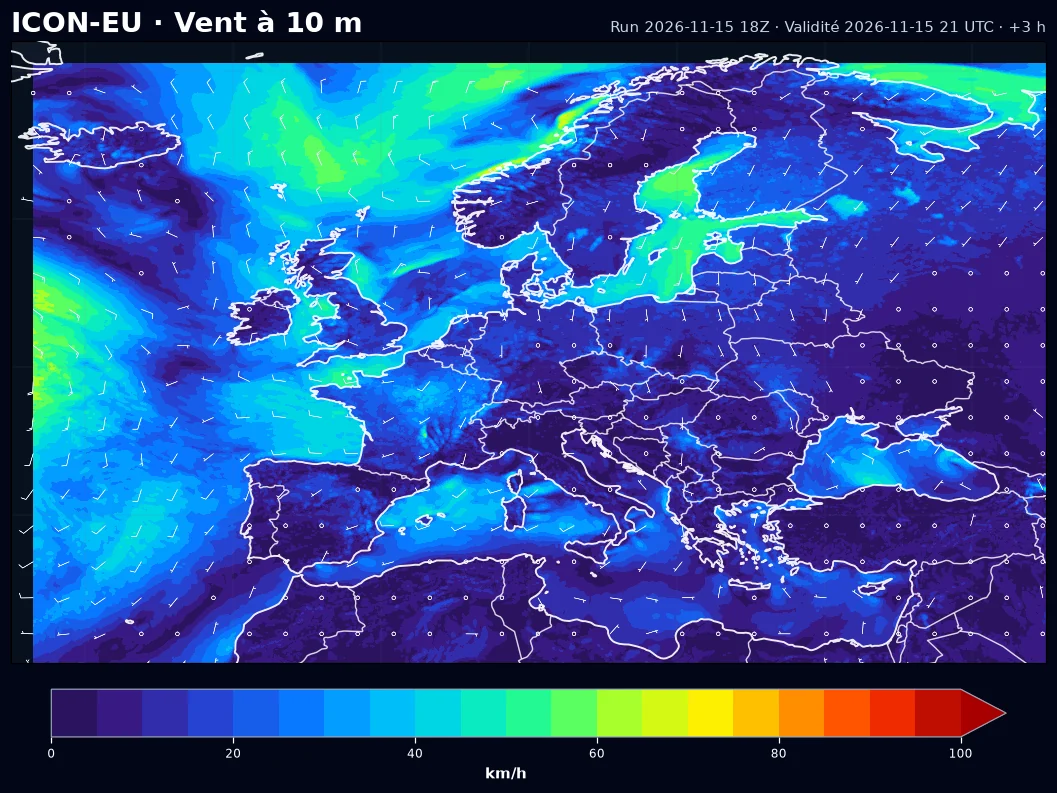 ICON-EU · Vent à 10 m
Run 2026-11-15 18Z · Validité 2026-11-15 21 UTC · +3 h
0 20 40 60 80 100
km/h